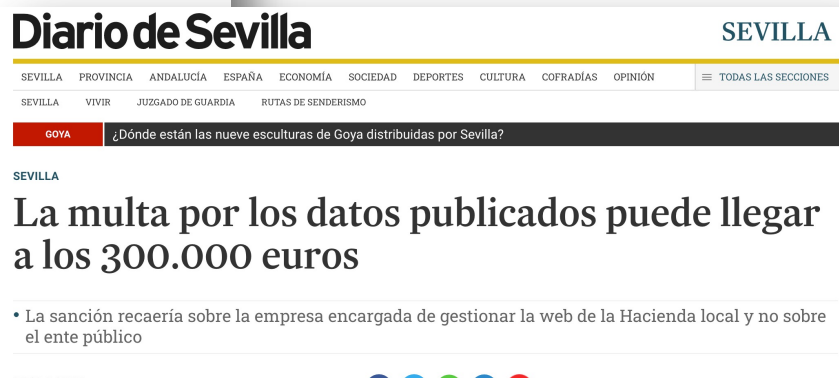 Diario de Sevilla
SEVILLA
SEVILLA PROVINCIA ANDALUCÍA ESPAÑA ECONOMÍA SOCIEDAD DEPORTES CULTURA COFRADÍAS OPINIÓN TODAS LAS SECCIONES
SEVILLA VIVIR JUZGADO DE GUARDIA RUTAS DE SENDERISMO
GOYA ¿Dónde están las nueve esculturas de Goya distribuidas por Sevilla?
SEVILLA
La multa por los datos publicados puede llegar
a los 300.000 euros
• La sanción recaería sobre la empresa encargada de gestionar la web de la Hacienda local y no sobre
el ente público